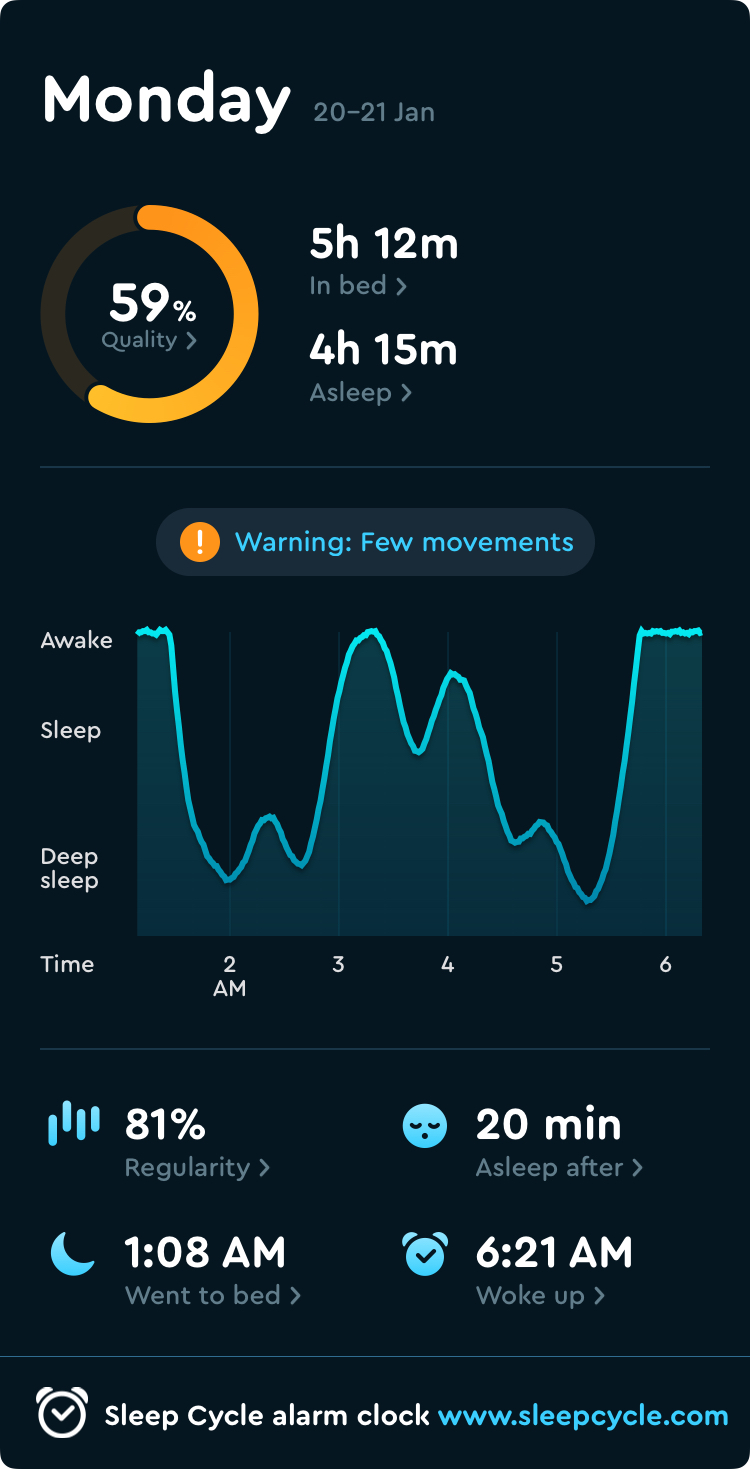 Monday 20–21 Jan
5h 12m
In bed >
59%
Quality >
4h 15m
Asleep >
! Warning: Few movements
Awake
Sleep
Deep
sleep
Time 2 3 4 5 6
AM
81% 20 min
Regularity > Asleep after >
1:08 AM 6:21 AM
Went to bed > Woke up >
Sleep Cycle alarm clock www.sleepcycle.com